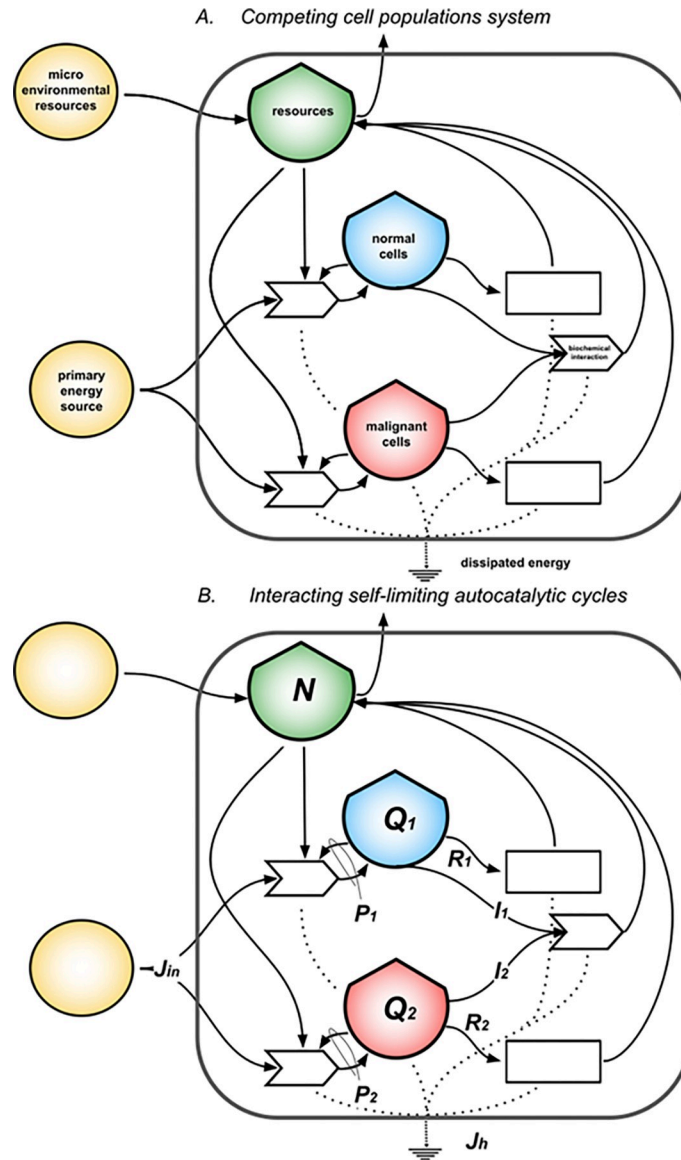 A. Competing cell populations system
micro
environmental
resources
resources
normal
cells
biochemical
interaction
primary
energy
source
malignant
cells
dissipated energy
B. Interacting self-limiting autocatalytic cycles
N
Q1
R1
P1
I1
Jin
I2
Q2
R2
P2
Jh